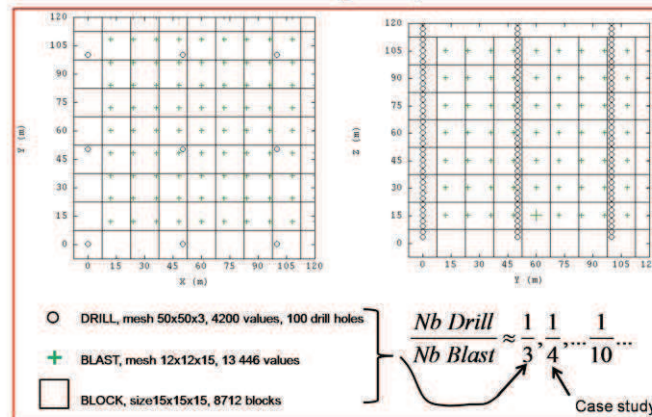 120
105
90
75
60
45
30
15
0
Y (m)
0 15 30 45 60 75 90 105 120
X (m)
120
105
90
75
60
45
30
15
0
Z (m)
0 15 30 45 60 75 90 105 120
Y (m)
DRILL, mesh 50x50x3, 4200 values, 100 drill holes
BLAST, mesh 12x12x15, 13 446 values
BLOCK, size15x15x15, 8712 blocks
Nb Drill
Nb Blast
≈ 1/3, 1/4, ... 1/10 ...
Case study